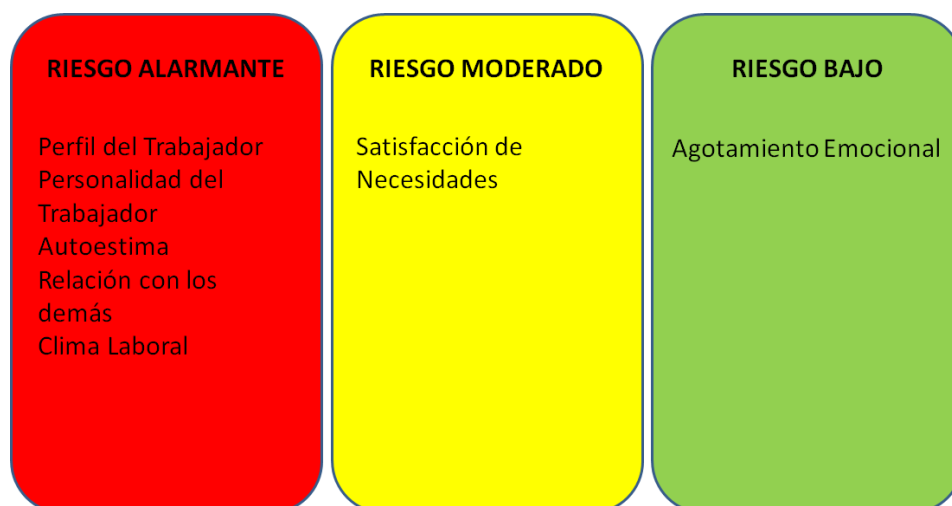 RIESGO ALARMANTE
Perfil del Trabajador
Personalidad del
Trabajador
Autoestima
Relación con los
demás
Clima Laboral
RIESGO MODERADO
Satisfacción de
Necesidades
RIESGO BAJO
Agotamiento Emocional